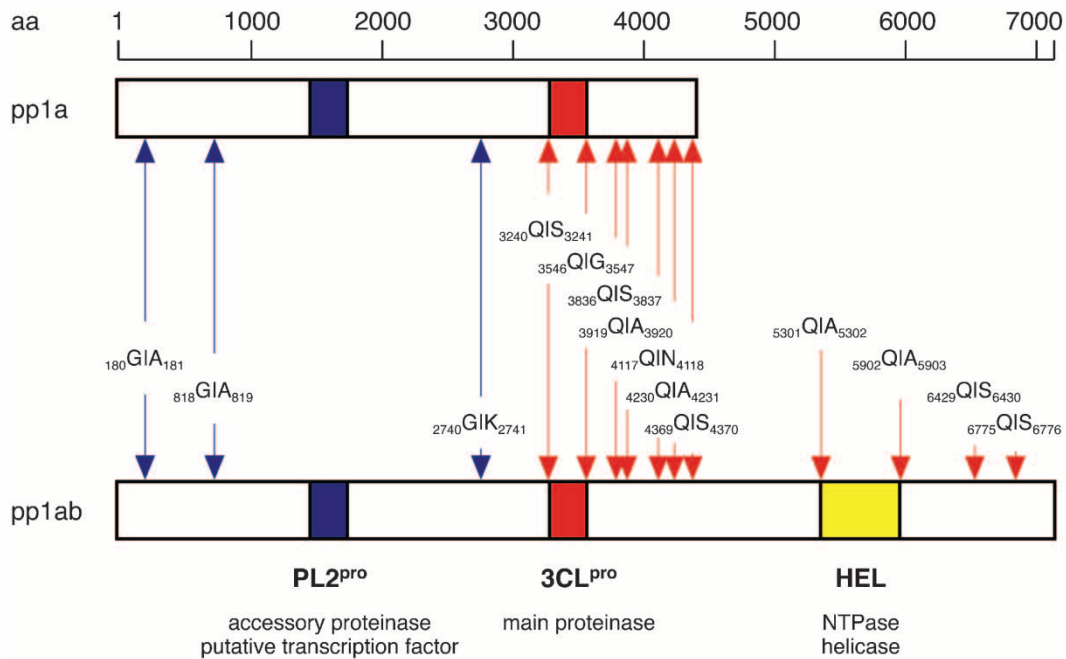 aa 1 1000 2000 3000 4000 5000 6000 7000
pp1a
3240QIS3241
3546QIG3547
3836QIS3837
3919QIA3920 5301QIA5302
180GIA181 4117QIN4118 5902QIA5903
818GIA819 4230QIA4231 6429QIS6430
2740GIK2741 4369QIS4370 6775QIS6776
pp1ab
PL2pro 3CLpro HEL
accessory proteinase main proteinase NTPase
putative transcription factor helicase